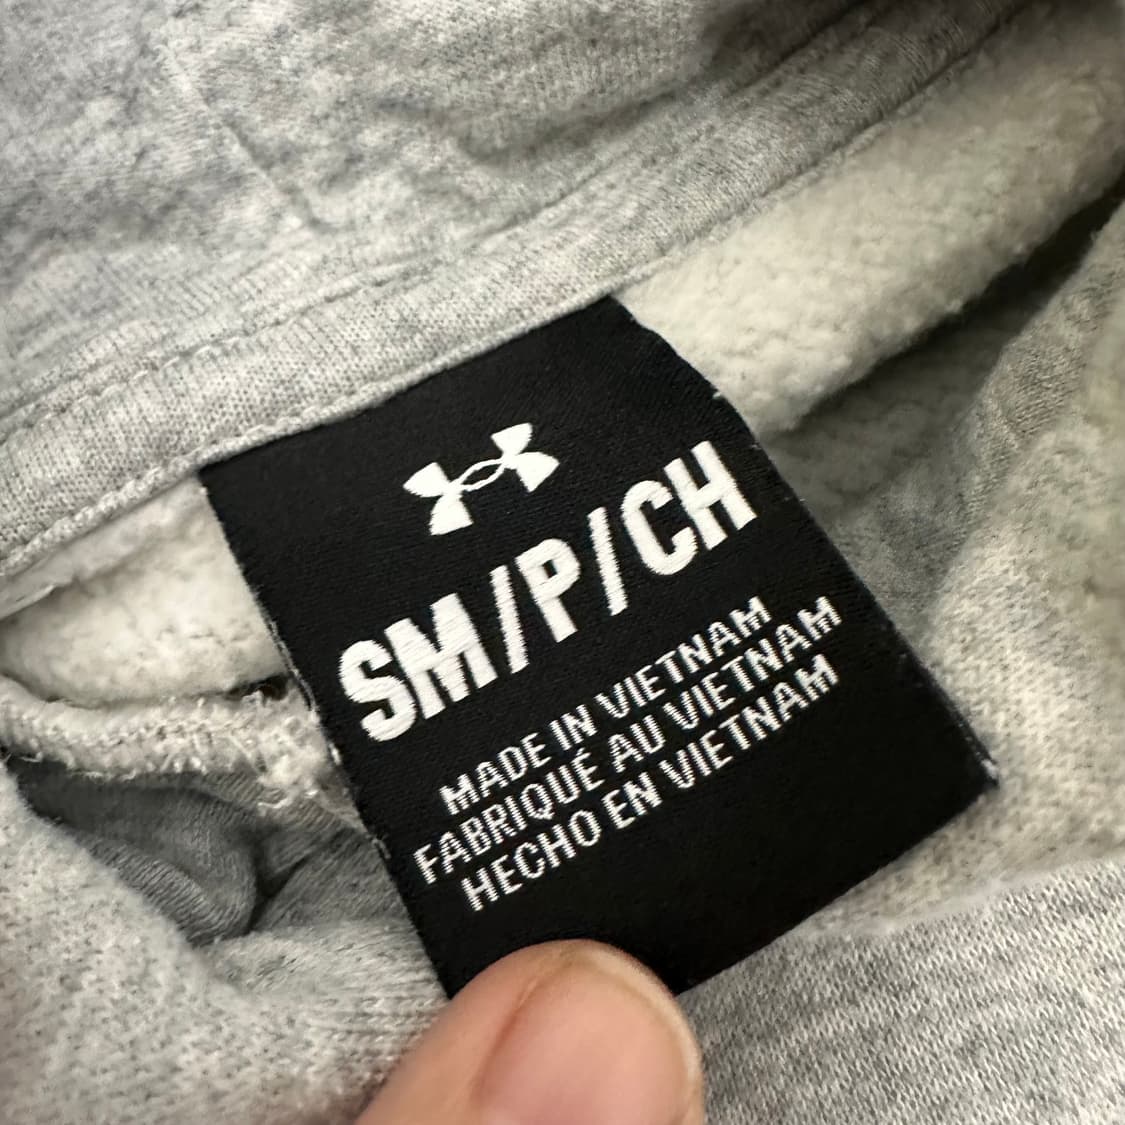 SM/P/CH
MADE IN VIETNAM
FABRIQUÉ AU VIETNAM
HECHO EN VIETNAM